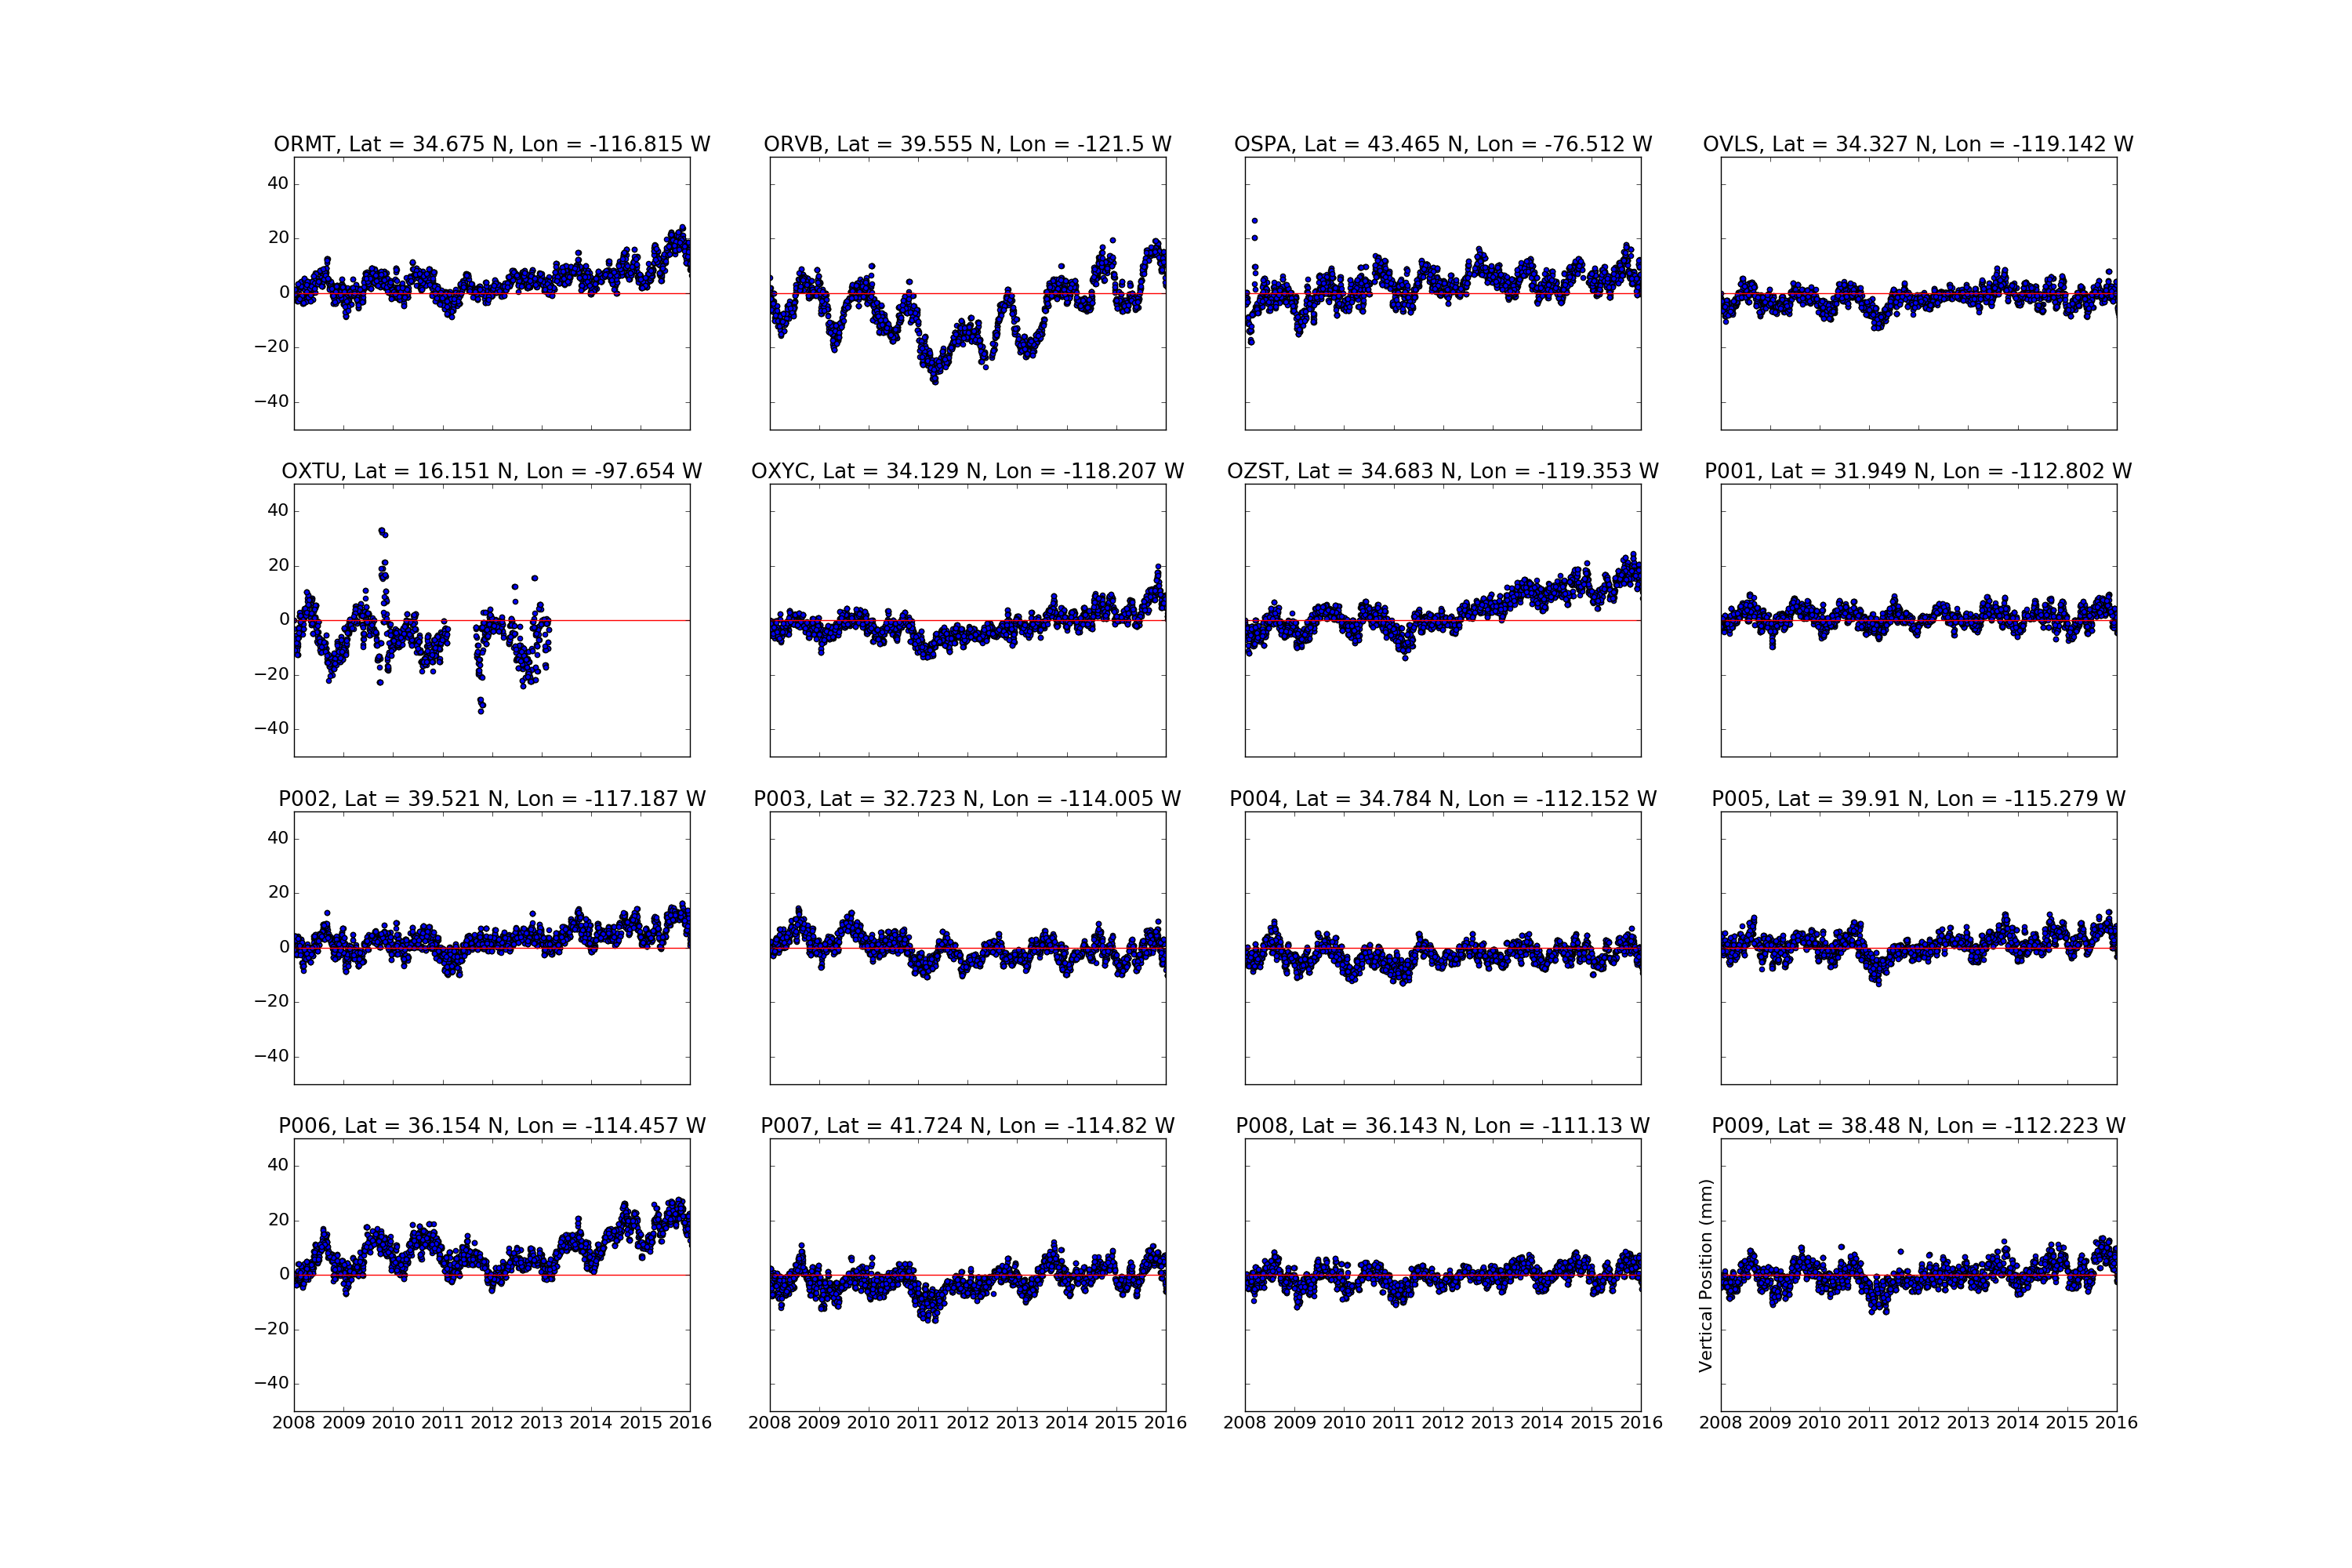 ORMT, Lat = 34.675 N, Lon = -116.815 W
ORVB, Lat = 39.555 N, Lon = -121.5 W
OSPA, Lat = 43.465 N, Lon = -76.512 W
OVLS, Lat = 34.327 N, Lon = -119.142 W
40
20
0
−20
−40
OXTU, Lat = 16.151 N, Lon = -97.654 W
OXYC, Lat = 34.129 N, Lon = -118.207 W
OZST, Lat = 34.683 N, Lon = -119.353 W
P001, Lat = 31.949 N, Lon = -112.802 W
40
20
0
−20
−40
P002, Lat = 39.521 N, Lon = -117.187 W
P003, Lat = 32.723 N, Lon = -114.005 W
P004, Lat = 34.784 N, Lon = -112.152 W
P005, Lat = 39.91 N, Lon = -115.279 W
40
20
0
−20
−40
P006, Lat = 36.154 N, Lon = -114.457 W
P007, Lat = 41.724 N, Lon = -114.82 W
P008, Lat = 36.143 N, Lon = -111.13 W
P009, Lat = 38.48 N, Lon = -112.223 W
40
20
0
−20
−40
Vertical Position (mm)
2008 2009 2010 2011 2012 2013 2014 2015 2016
2008 2009 2010 2011 2012 2013 2014 2015 2016
2008 2009 2010 2011 2012 2013 2014 2015 2016
2008 2009 2010 2011 2012 2013 2014 2015 2016